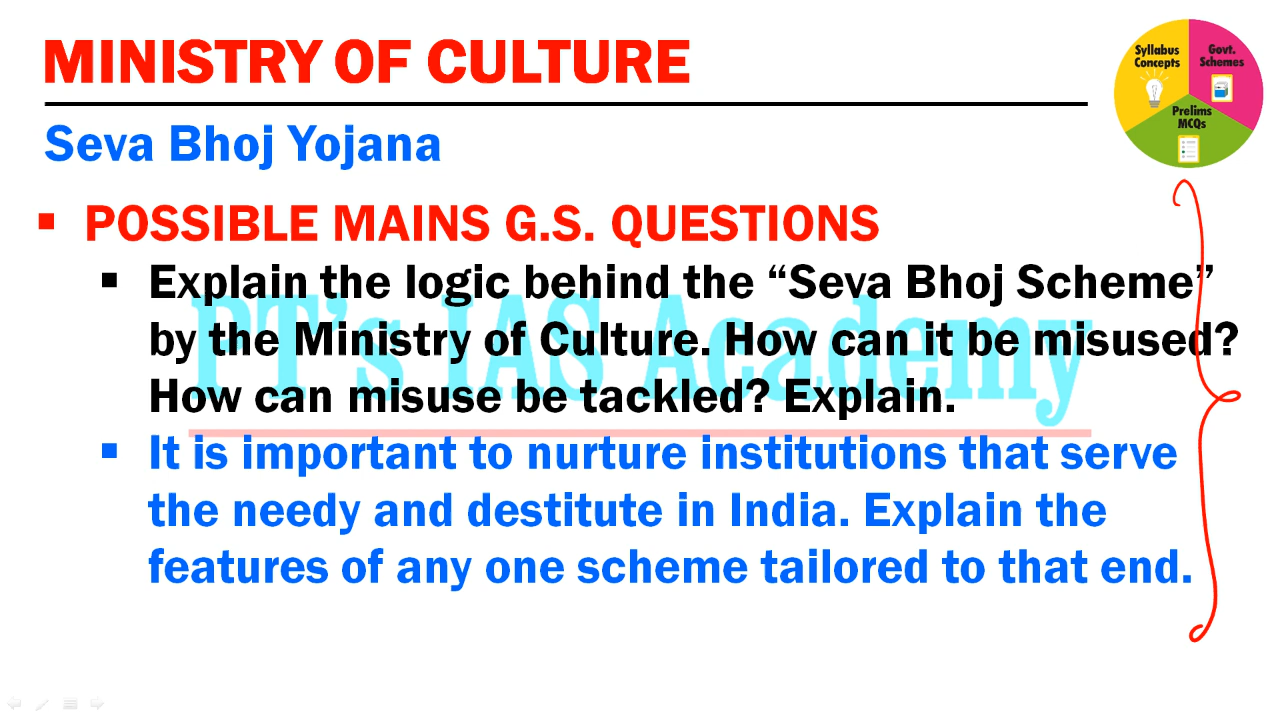 MINISTRY OF CULTURE
Syllabus
Concepts
Govt.
Schemes
Prelims
MCQs
Seva Bhoj Yojana
▪ POSSIBLE MAINS G.S. QUESTIONS
▪ Explain the logic behind the “Seva Bhoj Scheme”
by the Ministry of Culture. How can it be misused?
How can misuse be tackled? Explain.
PT's IAS Academy
▪ It is important to nurture institutions that serve
the needy and destitute in India. Explain the
features of any one scheme tailored to that end.